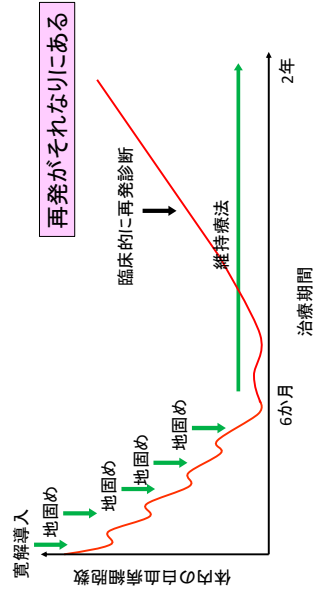 再発がそれなりにある
寛解導入
地固め
地固め
地固め
地固め
臨床的に再発診断
維持療法
体内の白血病細胞数
6か月
2年
治療期間